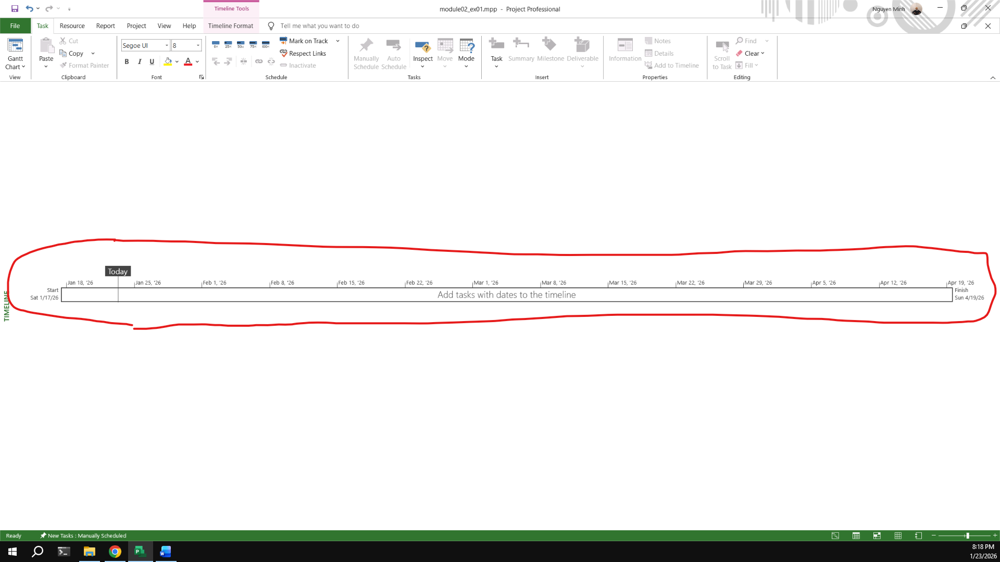 Timeline Tools
module02_ex01.mpp - Project Professional
Nguyen Minh
File Task Resource Report Project View Help Timeline Format Tell me what you want to do
Gantt Chart
View
Paste
Cut
Copy
Format Painter
Clipboard
Segoe UI 8
B I U A
Font
0% 25% 50% 75% 100%
Mark on Track
Respect Links
Inactivate
Schedule
Manually Schedule
Auto Schedule
Inspect
Move
Mode
Tasks
Task
Summary
Milestone
Deliverable
Insert
Information
Notes
Details
Add to Timeline
Properties
Scroll to Task
Find
Clear
Fill
Editing
TIMELINE
Today
Jan 18, '26 Jan 25, '26 Feb 1, '26 Feb 8, '26 Feb 15, '26 Feb 22, '26 Mar 1, '26 Mar 8, '26 Mar 15, '26 Mar 22, '26 Mar 29, '26 Apr 5, '26 Apr 12, '26 Apr 19, '26
Start
Sat 1/17/26
Add tasks with dates to the timeline
Finish
Sun 4/19/26
Ready New Tasks : Manually Scheduled
8:18 PM
1/23/2026